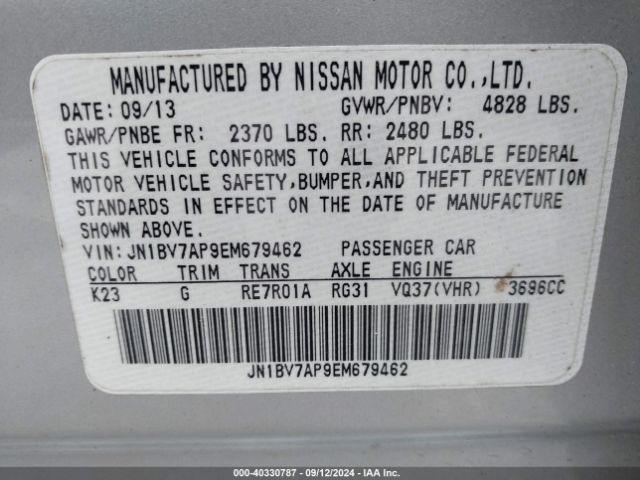 MANUFACTURED BY NISSAN MOTOR CO.,LTD.
DATE: 09/13 GVWR/PNBV: 4828 LBS.
GAWR/PNBE FR: 2370 LBS. RR: 2480 LBS.
THIS VEHICLE CONFORMS TO ALL APPLICABLE FEDERAL
MOTOR VEHICLE SAFETY,BUMPER,AND THEFT PREVENTION
STANDARDS IN EFFECT ON THE DATE OF MANUFACTURE
SHOWN ABOVE.
VIN:JN1BV7AP9EM679462 PASSENGER CAR
COLOR TRIM TRANS AXLE ENGINE
K23 G RE7R01A RG31 VQ37(VHR) 3696CC
JN1BV7AP9EM679462
000-40330787 - 09/12/2024 - IAA Inc.